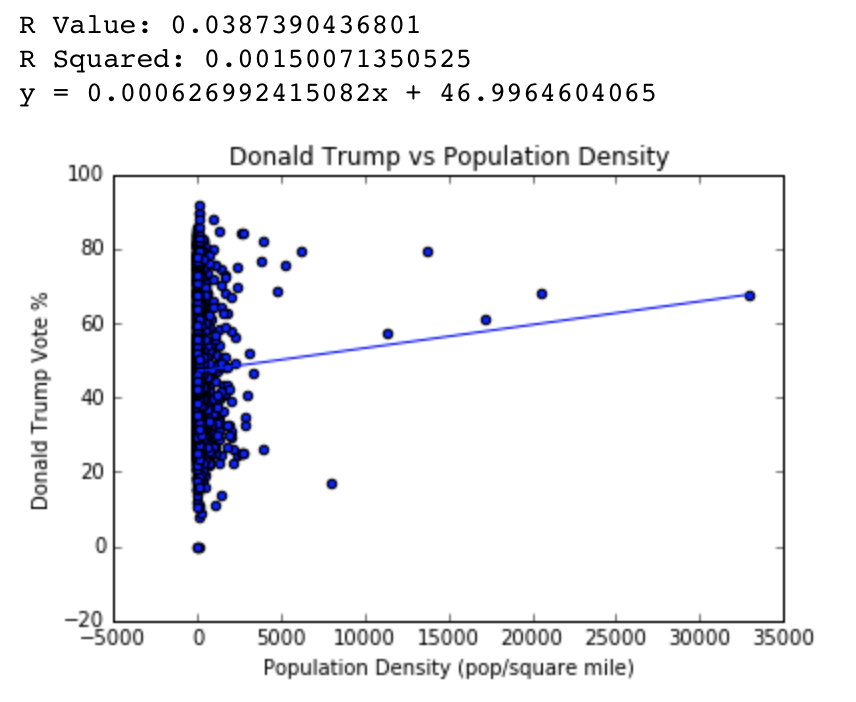 R Value: 0.0387390436801
R Squared: 0.00150071350525
y = 0.000626992415082x + 46.9964604065
Donald Trump vs Population Density
100
80
60
40
20
0
−20
Donald Trump Vote %
−5000 0 5000 10000 15000 20000 25000 30000 35000
Population Density (pop/square mile)